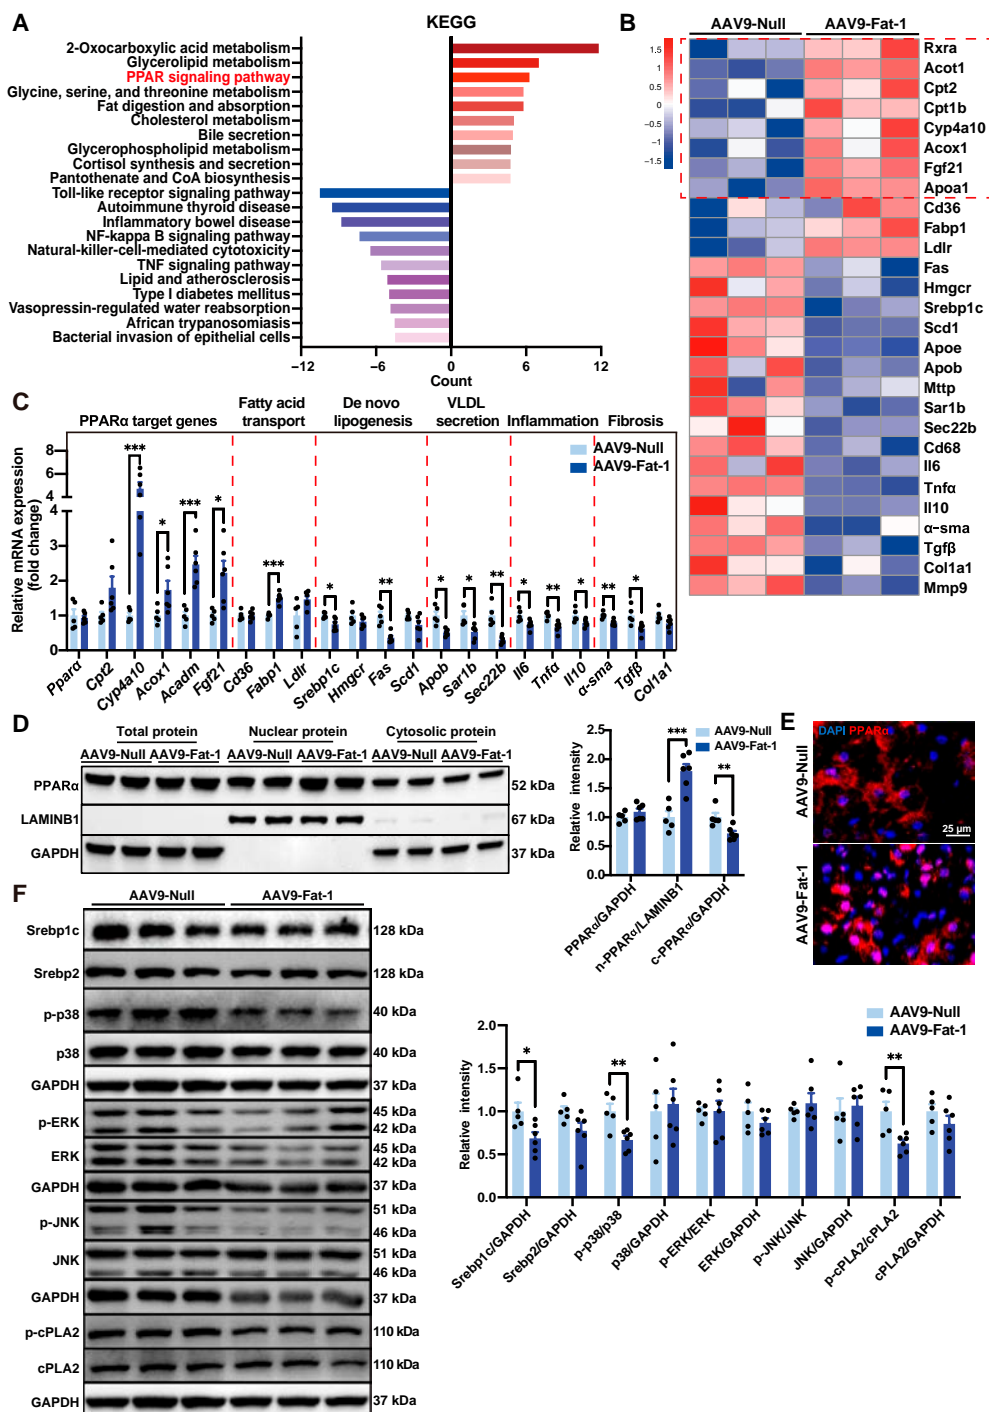 A
KEGG
2-Oxocarboxylic acid metabolism
Glycerolipid metabolism
PPAR signaling pathway
Glycine, serine, and threonine metabolism
Fat digestion and absorption
Cholesterol metabolism
Bile secretion
Glycerophospholipid metabolism
Cortisol synthesis and secretion
Pantothenate and CoA biosynthesis
Toll-like receptor signaling pathway
Autoimmune thyroid disease
Inflammatory bowel disease
NF-kappa B signaling pathway
Natural-killer-cell-mediated cytotoxicity
TNF signaling pathway
Lipid and atherosclerosis
Type I diabetes mellitus
Vasopressin-regulated water reabsorption
African trypanosomiasis
Bacterial invasion of epithelial cells
−12 −6 0 6 12
Count
B
AAV9-Null AAV9-Fat-1
1.5
1
0.5
0
−0.5
−1
−1.5
Rxra
Acot1
Cpt2
Cpt1b
Cyp4a10
Acox1
Fgf21
Apoa1
Cd36
Fabp1
Ldlr
Fas
Hmgcr
Srebp1c
Scd1
Apoe
Apob
Mttp
Sar1b
Sec22b
Cd68
Il6
Tnfα
Il10
α-sma
Tgfβ
Col1a1
Mmp9
C
PPARα target genes
Fatty acid transport
De novo lipogenesis
VLDL secretion
Inflammation
Fibrosis
AAV9-Null
AAV9-Fat-1
Relative mRNA expression (fold change)
8
6
4
4
2
1
0
*** * *** * *** * ** * * ** * ** * ** *
Pparα Cpt2 Cyp4a10 Acox1 Acadm Fgf21 Cd36 Fabp1 Ldlr Srebp1c Hmgcr Fas Scd1 Apob Sar1b Sec22b Il6 Tnfα Il10 α-sma Tgfβ Col1a1
D
Total protein Nuclear protein Cytosolic protein
AAV9-Null AAV9-Fat-1 AAV9-Null AAV9-Fat-1 AAV9-Null AAV9-Fat-1
PPARα 52 kDa
LAMINB1 67 kDa
GAPDH 37 kDa
AAV9-Null
AAV9-Fat-1
Relative intensity
2.5
2.0
1.5
1.0
0.5
0.0
*** **
PPARα/GAPDH n-PPARα/LAMINB1 c-PPARα/GAPDH
E
DAPI PPARα
AAV9-Null
25 μm
AAV9-Fat-1
F
AAV9-Null AAV9-Fat-1
Srebp1c 128 kDa
Srebp2 128 kDa
p-p38 40 kDa
p38 40 kDa
GAPDH 37 kDa
p-ERK 45 kDa
42 kDa
ERK 45 kDa
42 kDa
GAPDH 37 kDa
p-JNK 51 kDa
46 kDa
JNK 51 kDa
46 kDa
GAPDH 37 kDa
p-cPLA2 110 kDa
cPLA2 110 kDa
GAPDH 37 kDa
AAV9-Null
AAV9-Fat-1
Relative intensity
2.0
1.5
1.0
0.5
0.0
* ** **
Srebp1c/GAPDH Srebp2/GAPDH p-p38/p38 p38/GAPDH p-ERK/ERK ERK/GAPDH p-JNK/JNK JNK/GAPDH p-cPLA2/cPLA2 cPLA2/GAPDH